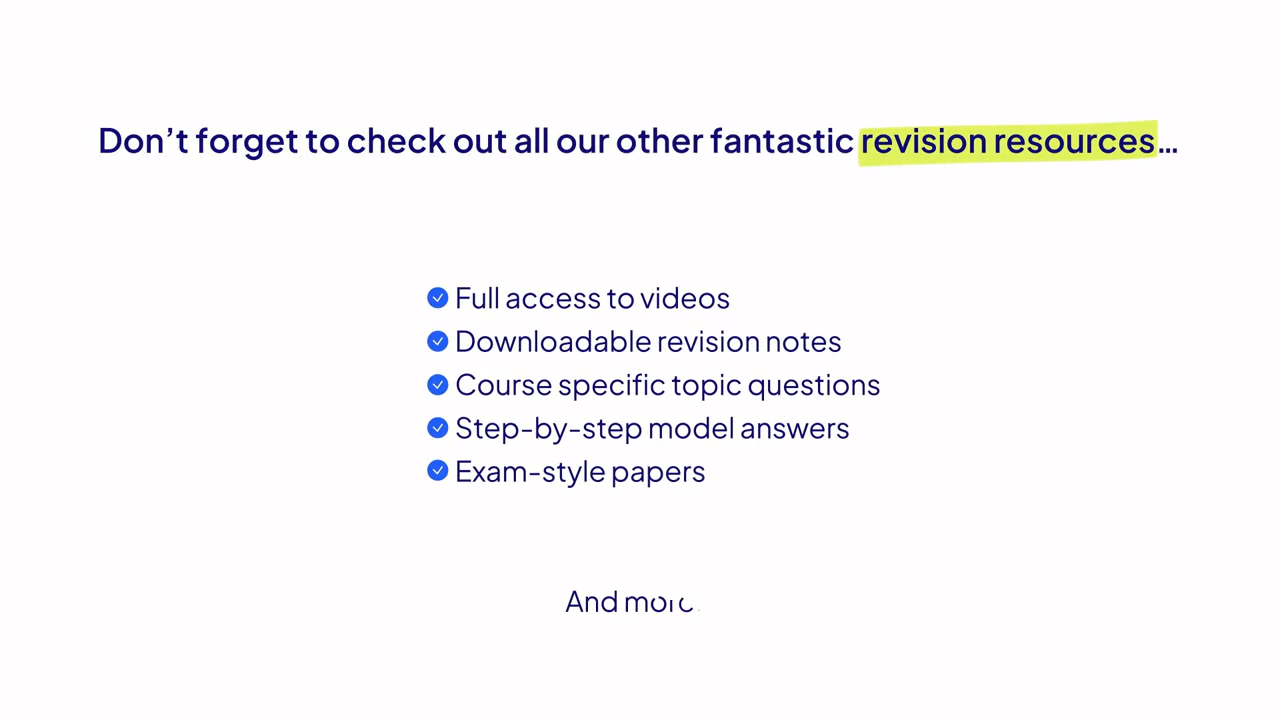 Don’t forget to check out all our other fantastic revision resources...
Full access to videos
Downloadable revision notes
Course specific topic questions
Step-by-step model answers
Exam-style papers
And more